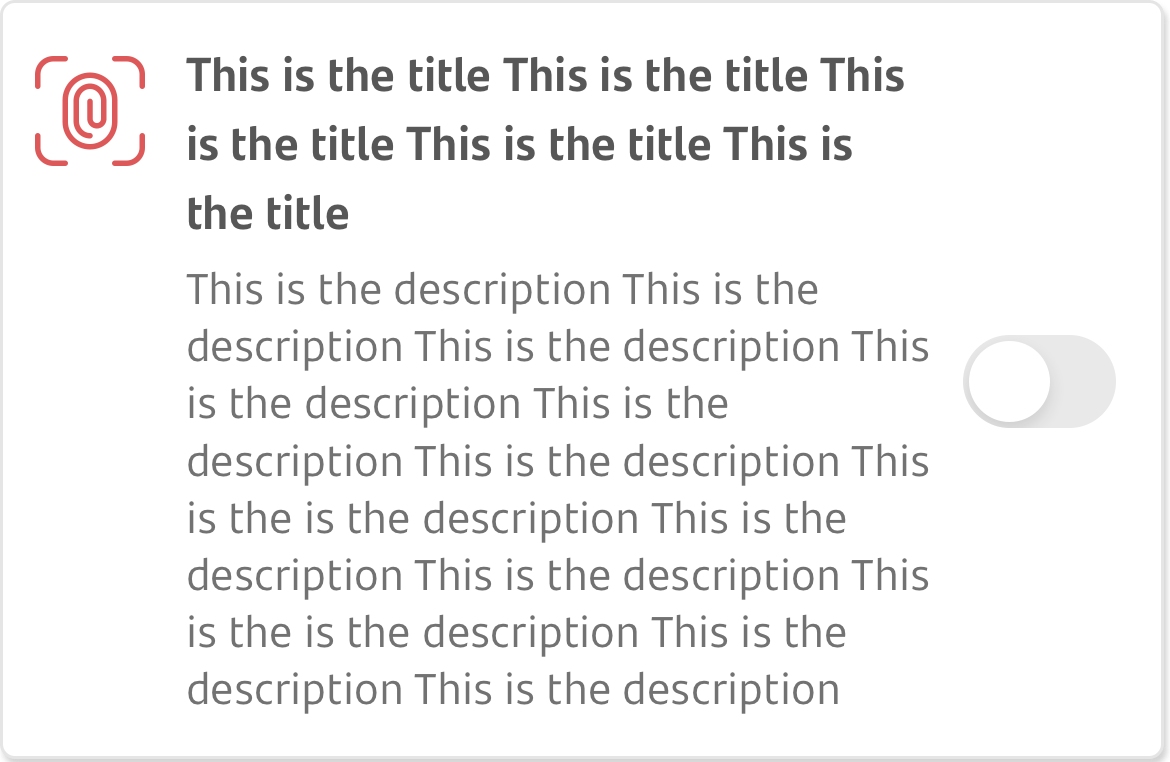 This is the title This is the title This
is the title This is the title This is
the title
This is the description This is the
description This is the description This
is the description This is the
description This is the description This
is the is the description This is the
description This is the description This
is the is the description This is the
description This is the description